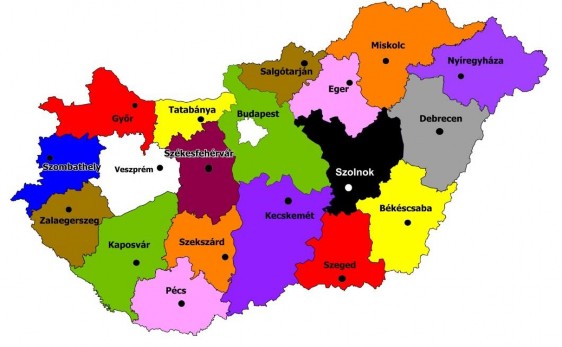 Miskolc
Salgótarján
Nyíregyháza
Eger
Győr
Tatabánya
Budapest
Debrecen
Székesfehérvár
Szombathely
Veszprém
Szolnok
Zalaegerszeg
Kecskemét
Békéscsaba
Kaposvár
Szekszárd
Szeged
Pécs